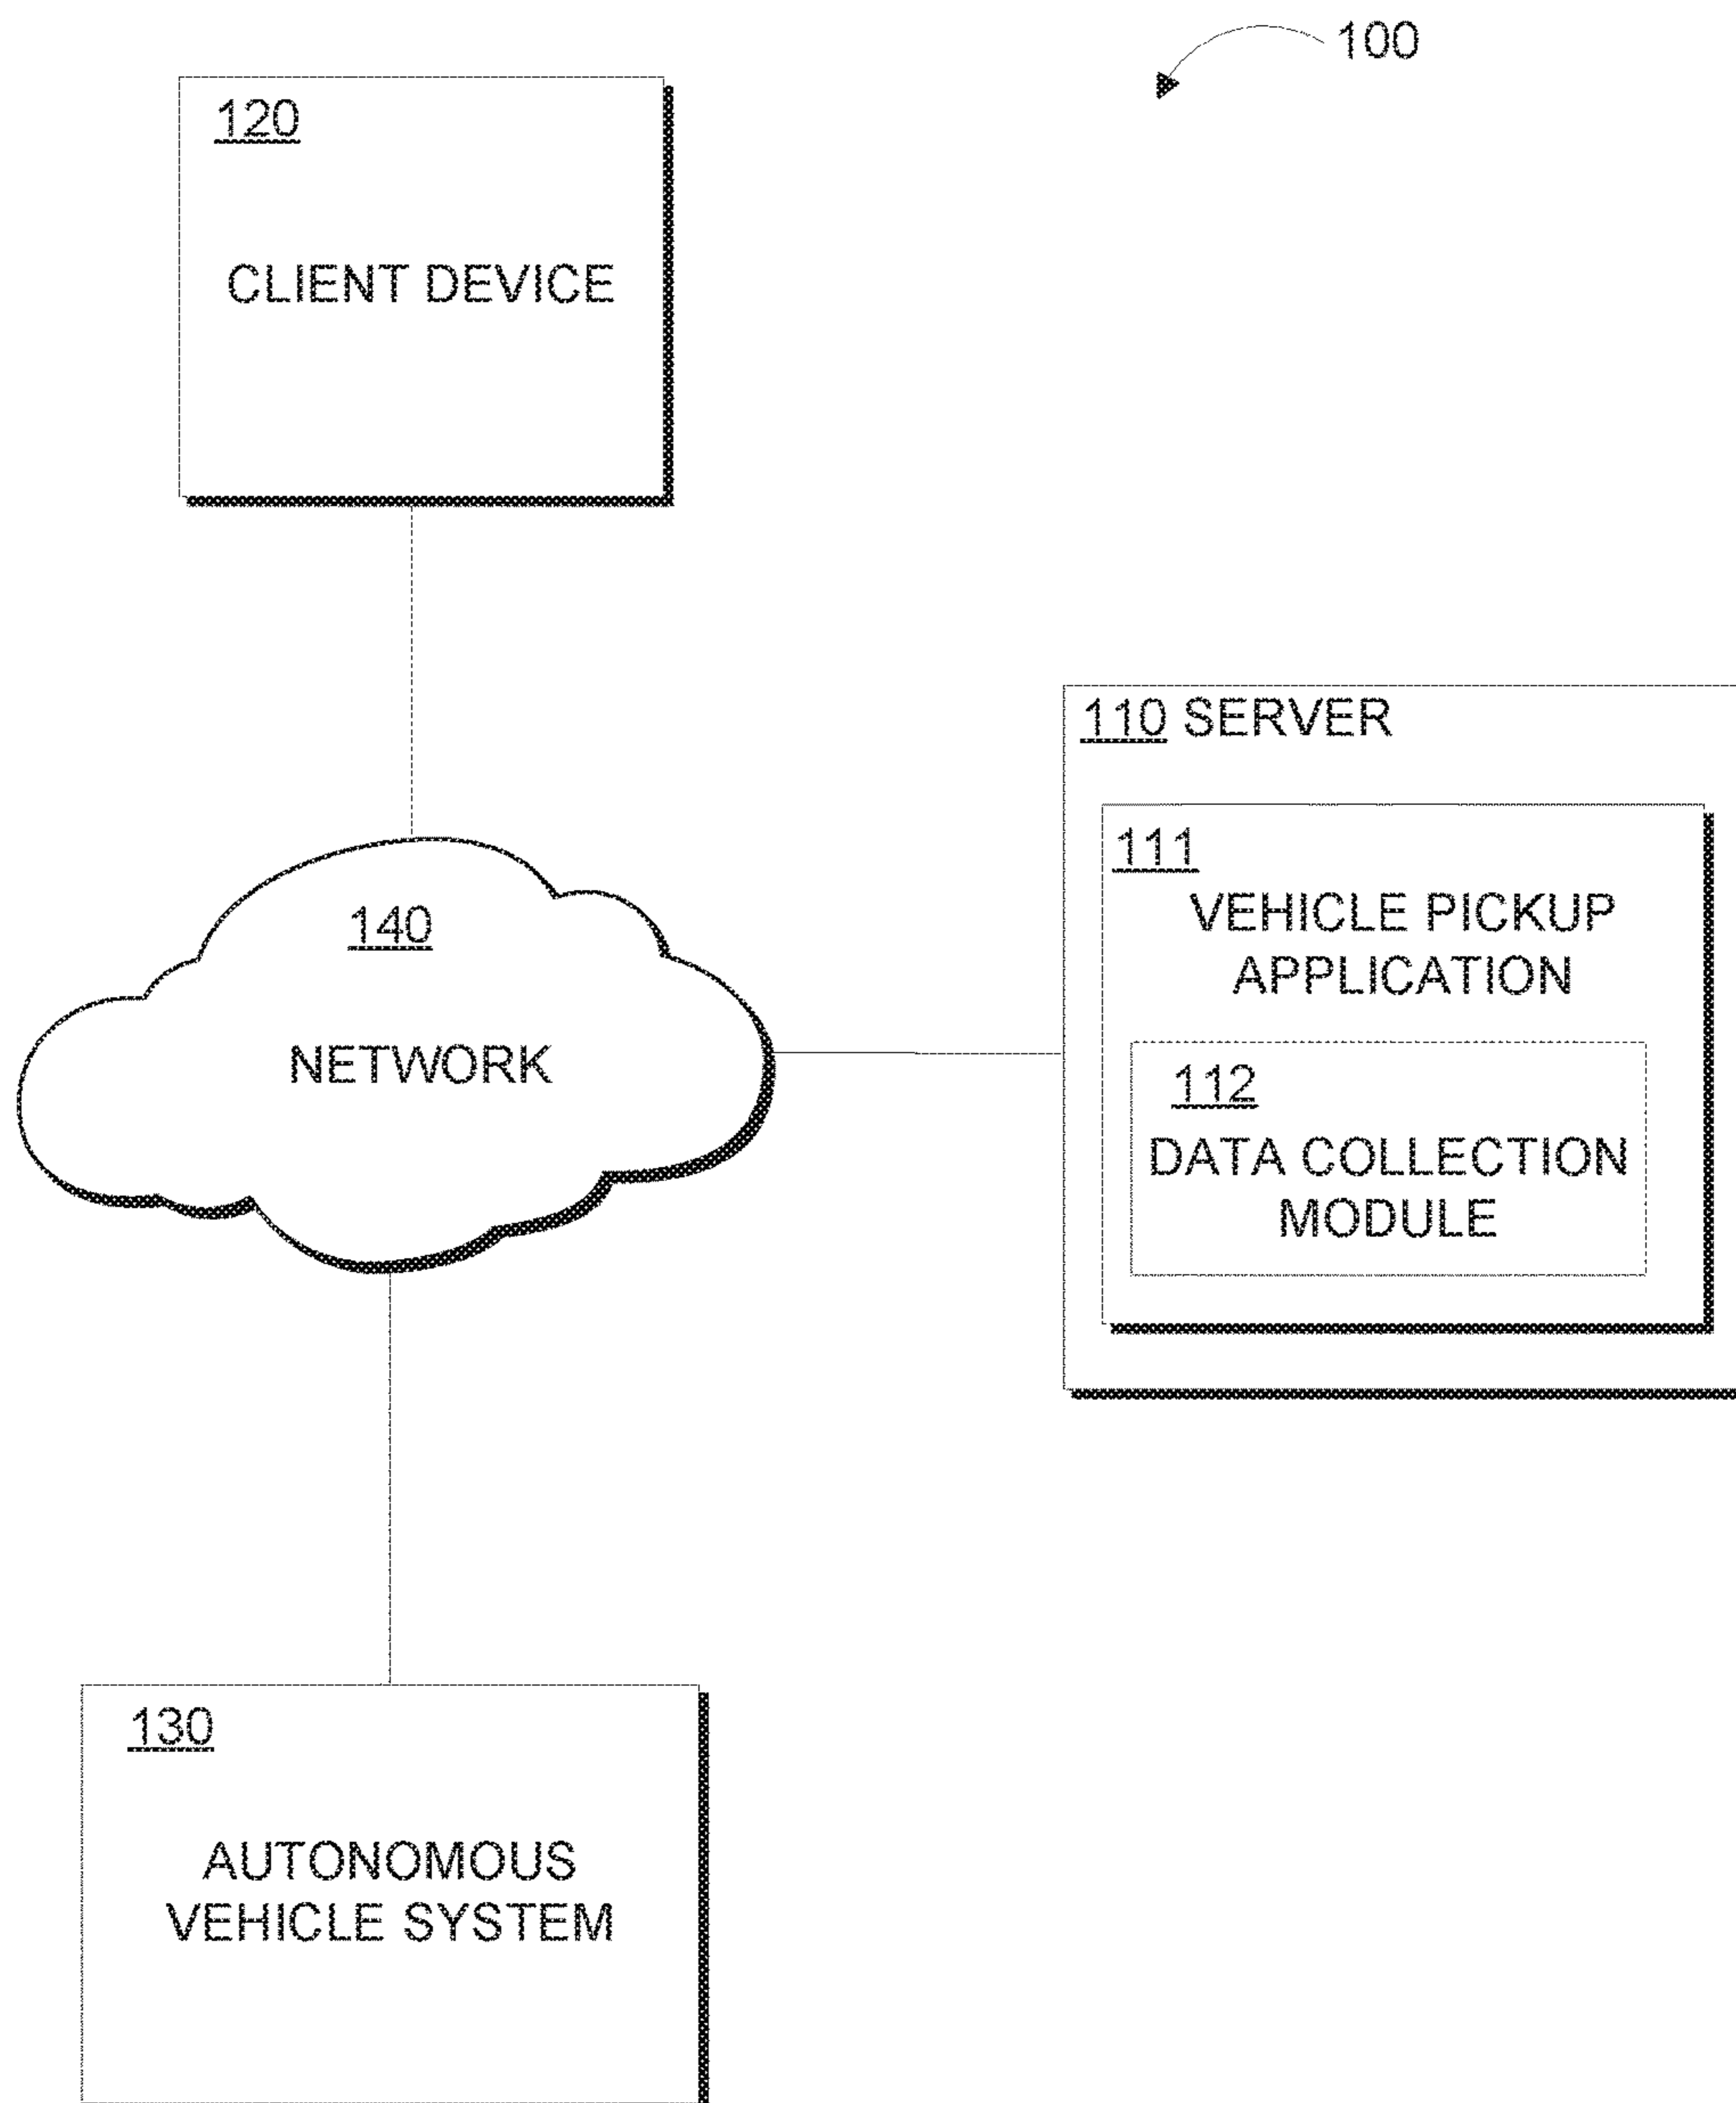 100
120
CLIENT DEVICE
110 SERVER
111
VEHICLE PICKUP
APPLICATION
140
NETWORK
112
DATA COLLECTION
MODULE
130
AUTONOMOUS
VEHICLE SYSTEM